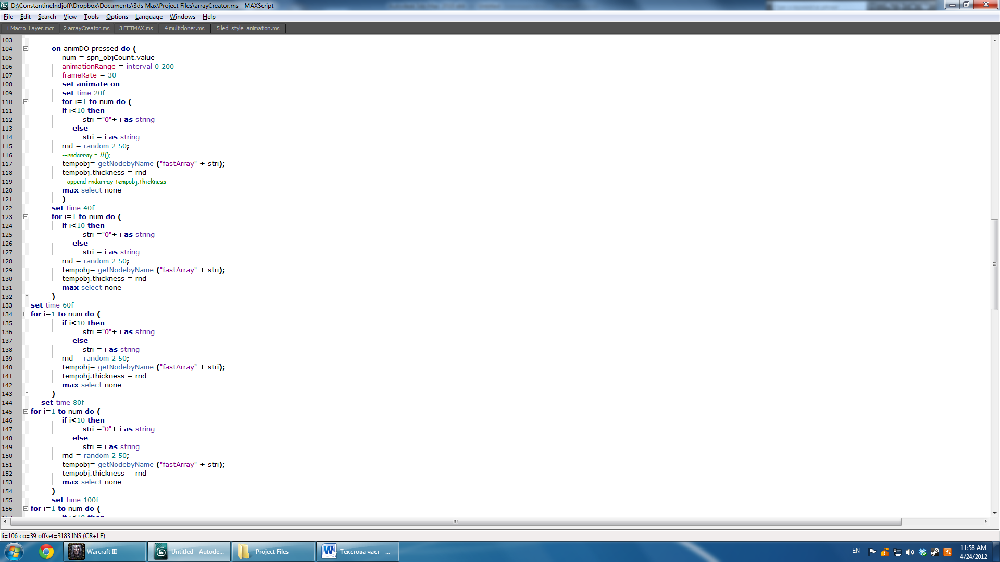 D:\ConstantineIndjoff\Dropbox\Documents\3ds Max\Project Files\arrayCreator.ms - MAXScript
File Edit Search View Tools Options Language Windows Help
1 Macro_Layer.mcr 2 arrayCreator.ms 3 FFTMAX.ms 4 multicloner.ms 5 led_style_animation.ms
103
104 on animDO pressed do (
105 num = spn_objCount.value
106 animationRange = interval 0 200
107 frameRate = 30
108 set animate on
109 set time 20f
110 for i=1 to num do (
111 if i<10 then
112 stri ="0"+ i as string
113 else
114 stri = i as string
115 rnd = random 2 50;
116 --rndarray = #();
117 tempobj= getNodebyName ("fastArray" + stri);
118 tempobj.thickness = rnd
119 --append rndarray tempobj.thickness
120 max select none
121 )
122 set time 40f
123 for i=1 to num do (
124 if i<10 then
125 stri ="0"+ i as string
126 else
127 stri = i as string
128 rnd = random 2 50;
129 tempobj= getNodebyName ("fastArray" + stri);
130 tempobj.thickness = rnd
131 max select none
132 )
133 set time 60f
134 for i=1 to num do (
135 if i<10 then
136 stri ="0"+ i as string
137 else
138 stri = i as string
139 rnd = random 2 50;
140 tempobj= getNodebyName ("fastArray" + stri);
141 tempobj.thickness = rnd
142 max select none
143 )
144 set time 80f
145 for i=1 to num do (
146 if i<10 then
147 stri ="0"+ i as string
148 else
149 stri = i as string
150 rnd = random 2 50;
151 tempobj= getNodebyName ("fastArray" + stri);
152 tempobj.thickness = rnd
153 max select none
154 )
155 set time 100f
156 for i=1 to num do (
157 if i<10 then
li=106 co=39 offset=3183 INS (CR+LF)
Warcraft III Untitled - Autode... Project Files Текстова част - ... EN 11:58 AM
4/24/2012